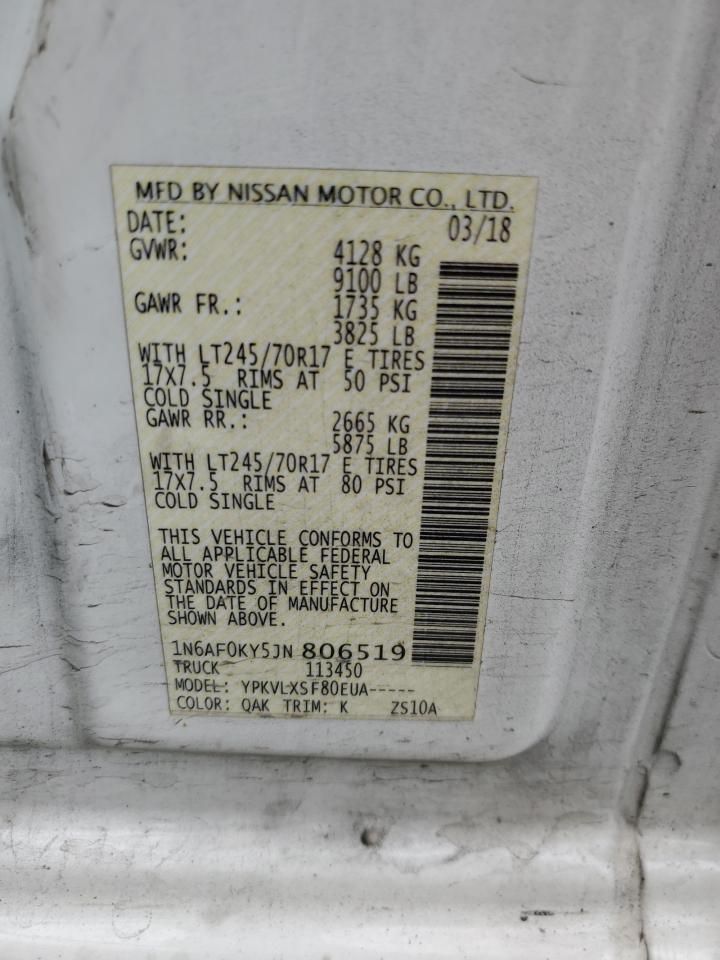 MFD BY NISSAN MOTOR CO., LTD.
DATE: 03/18
GVWR: 4128 KG
9100 LB
GAWR FR.: 1735 KG
3825 LB
WITH LT245/70R17 E TIRES
17X7.5 RIMS AT 50 PSI
COLD SINGLE
GAWR RR.: 2665 KG
5875 LB
WITH LT245/70R17 E TIRES
17X7.5 RIMS AT 80 PSI
COLD SINGLE
THIS VEHICLE CONFORMS TO
ALL APPLICABLE FEDERAL
MOTOR VEHICLE SAFETY
STANDARDS IN EFFECT ON
THE DATE OF MANUFACTURE
SHOWN ABOVE.
1N6AF0KY5JN 806519
TRUCK 113450
MODEL: YPKVLXSF80EUA-----
COLOR: QAK TRIM: K ZS10A